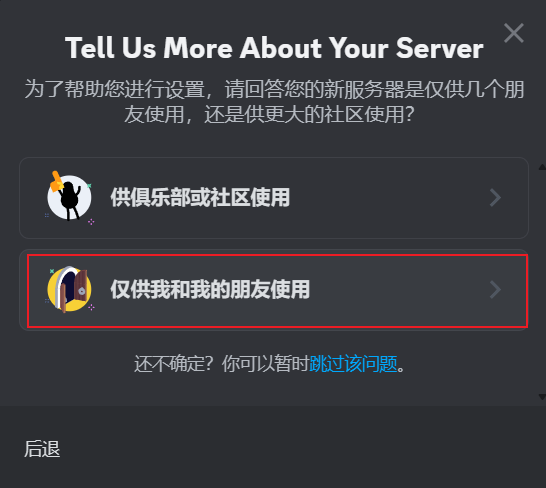 Tell Us More About Your Server
为了帮助您进行设置，请回答您的新服务器是仅供几个朋
友使用，还是供更大的社区使用？
供俱乐部或社区使用
仅供我和我的朋友使用
还不确定？你可以暂时跳过该问题。
后退